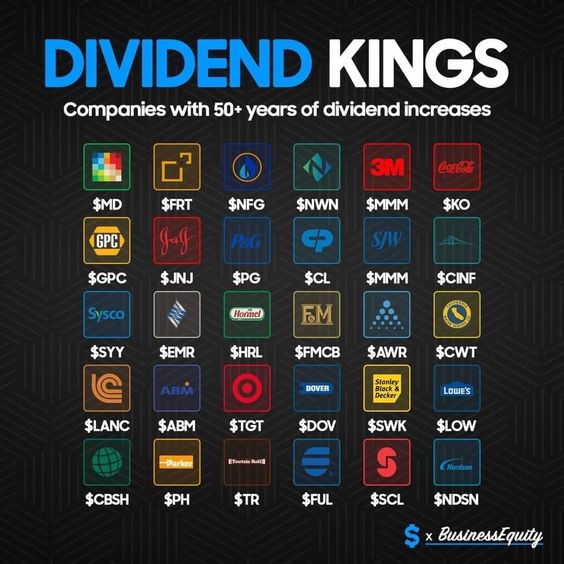 DIVIDEND KINGS
Companies with 50+ years of dividend increases
3M Coca-Cola
$MD $FRT $NFG $NWN $MMM $KO
GPC J&J P&G CP SJW
$GPC $JNJ $PG $CL $MMM $CINF
Sysco Hormel F&M
$SYY $EMR $HRL $FMCB $AWR $CWT
ABM DOVER Stanley Black & Decker LOWE'S
$LANC $ABM $TGT $DOV $SWK $LOW
Parker Tootsie Roll S Nordson
$CBSH $PH $TR $FUL $SCL $NDSN
$ x BusinessEquity